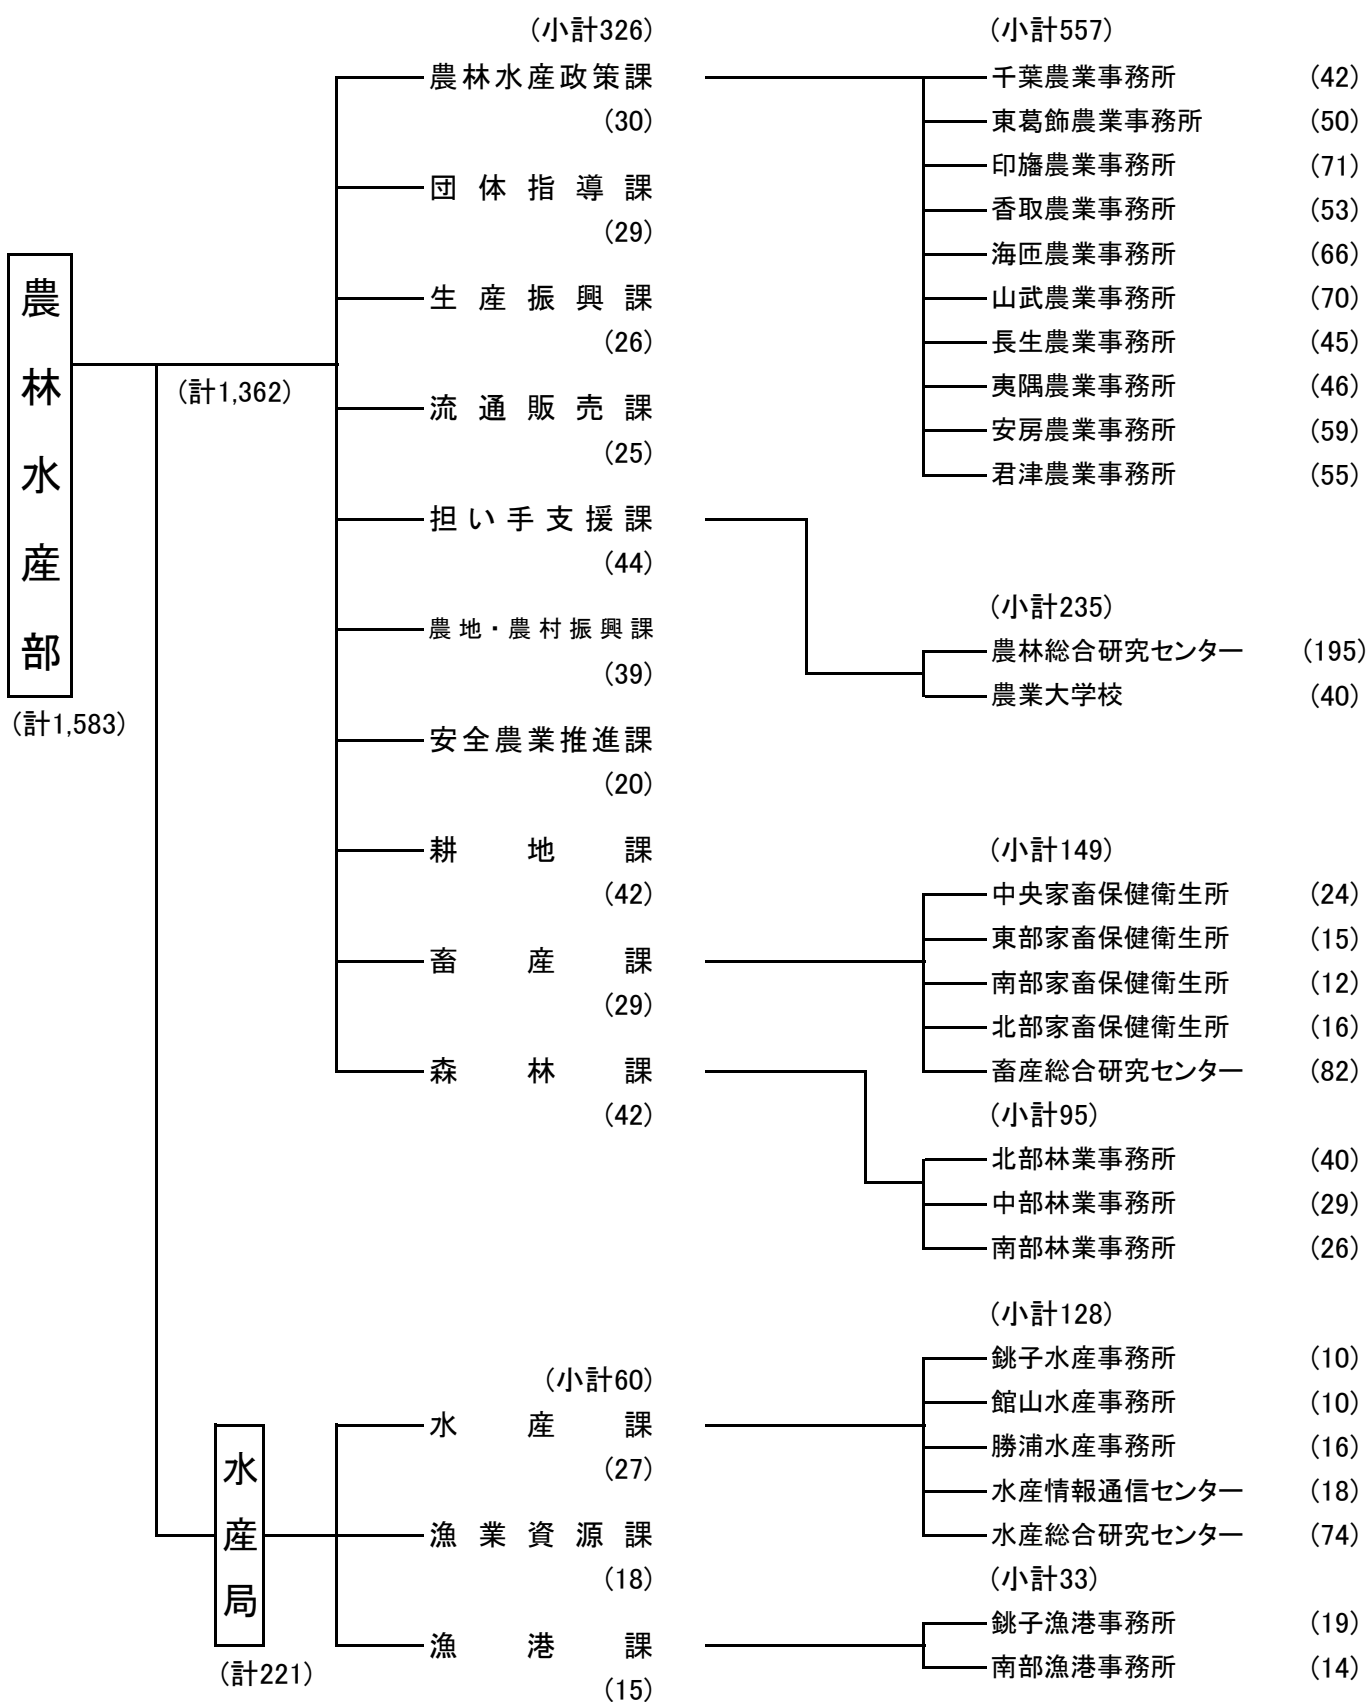 農林水産部
(計1,583)
(計1,362)
(小計326)
農林水産政策課
(30)
団体指導課
(29)
生産振興課
(26)
流通販売課
(25)
担い手支援課
(44)
農地・農村振興課
(39)
安全農業推進課
(20)
耕地課
(42)
畜産課
(29)
森林課
(42)
(小計557)
千葉農業事務所 (42)
東葛飾農業事務所 (50)
印旛農業事務所 (71)
香取農業事務所 (53)
海匝農業事務所 (66)
山武農業事務所 (70)
長生農業事務所 (45)
夷隅農業事務所 (46)
安房農業事務所 (59)
君津農業事務所 (55)
(小計235)
農林総合研究センター (195)
農業大学校 (40)
(小計149)
中央家畜保健衛生所 (24)
東部家畜保健衛生所 (15)
南部家畜保健衛生所 (12)
北部家畜保健衛生所 (16)
畜産総合研究センター (82)
(小計95)
北部林業事務所 (40)
中部林業事務所 (29)
南部林業事務所 (26)
水産局
(計221)
(小計60)
水産課
(27)
漁業資源課
(18)
漁港課
(15)
(小計128)
銚子水産事務所 (10)
館山水産事務所 (10)
勝浦水産事務所 (16)
水産情報通信センター (18)
水産総合研究センター (74)
(小計33)
銚子漁港事務所 (19)
南部漁港事務所 (14)